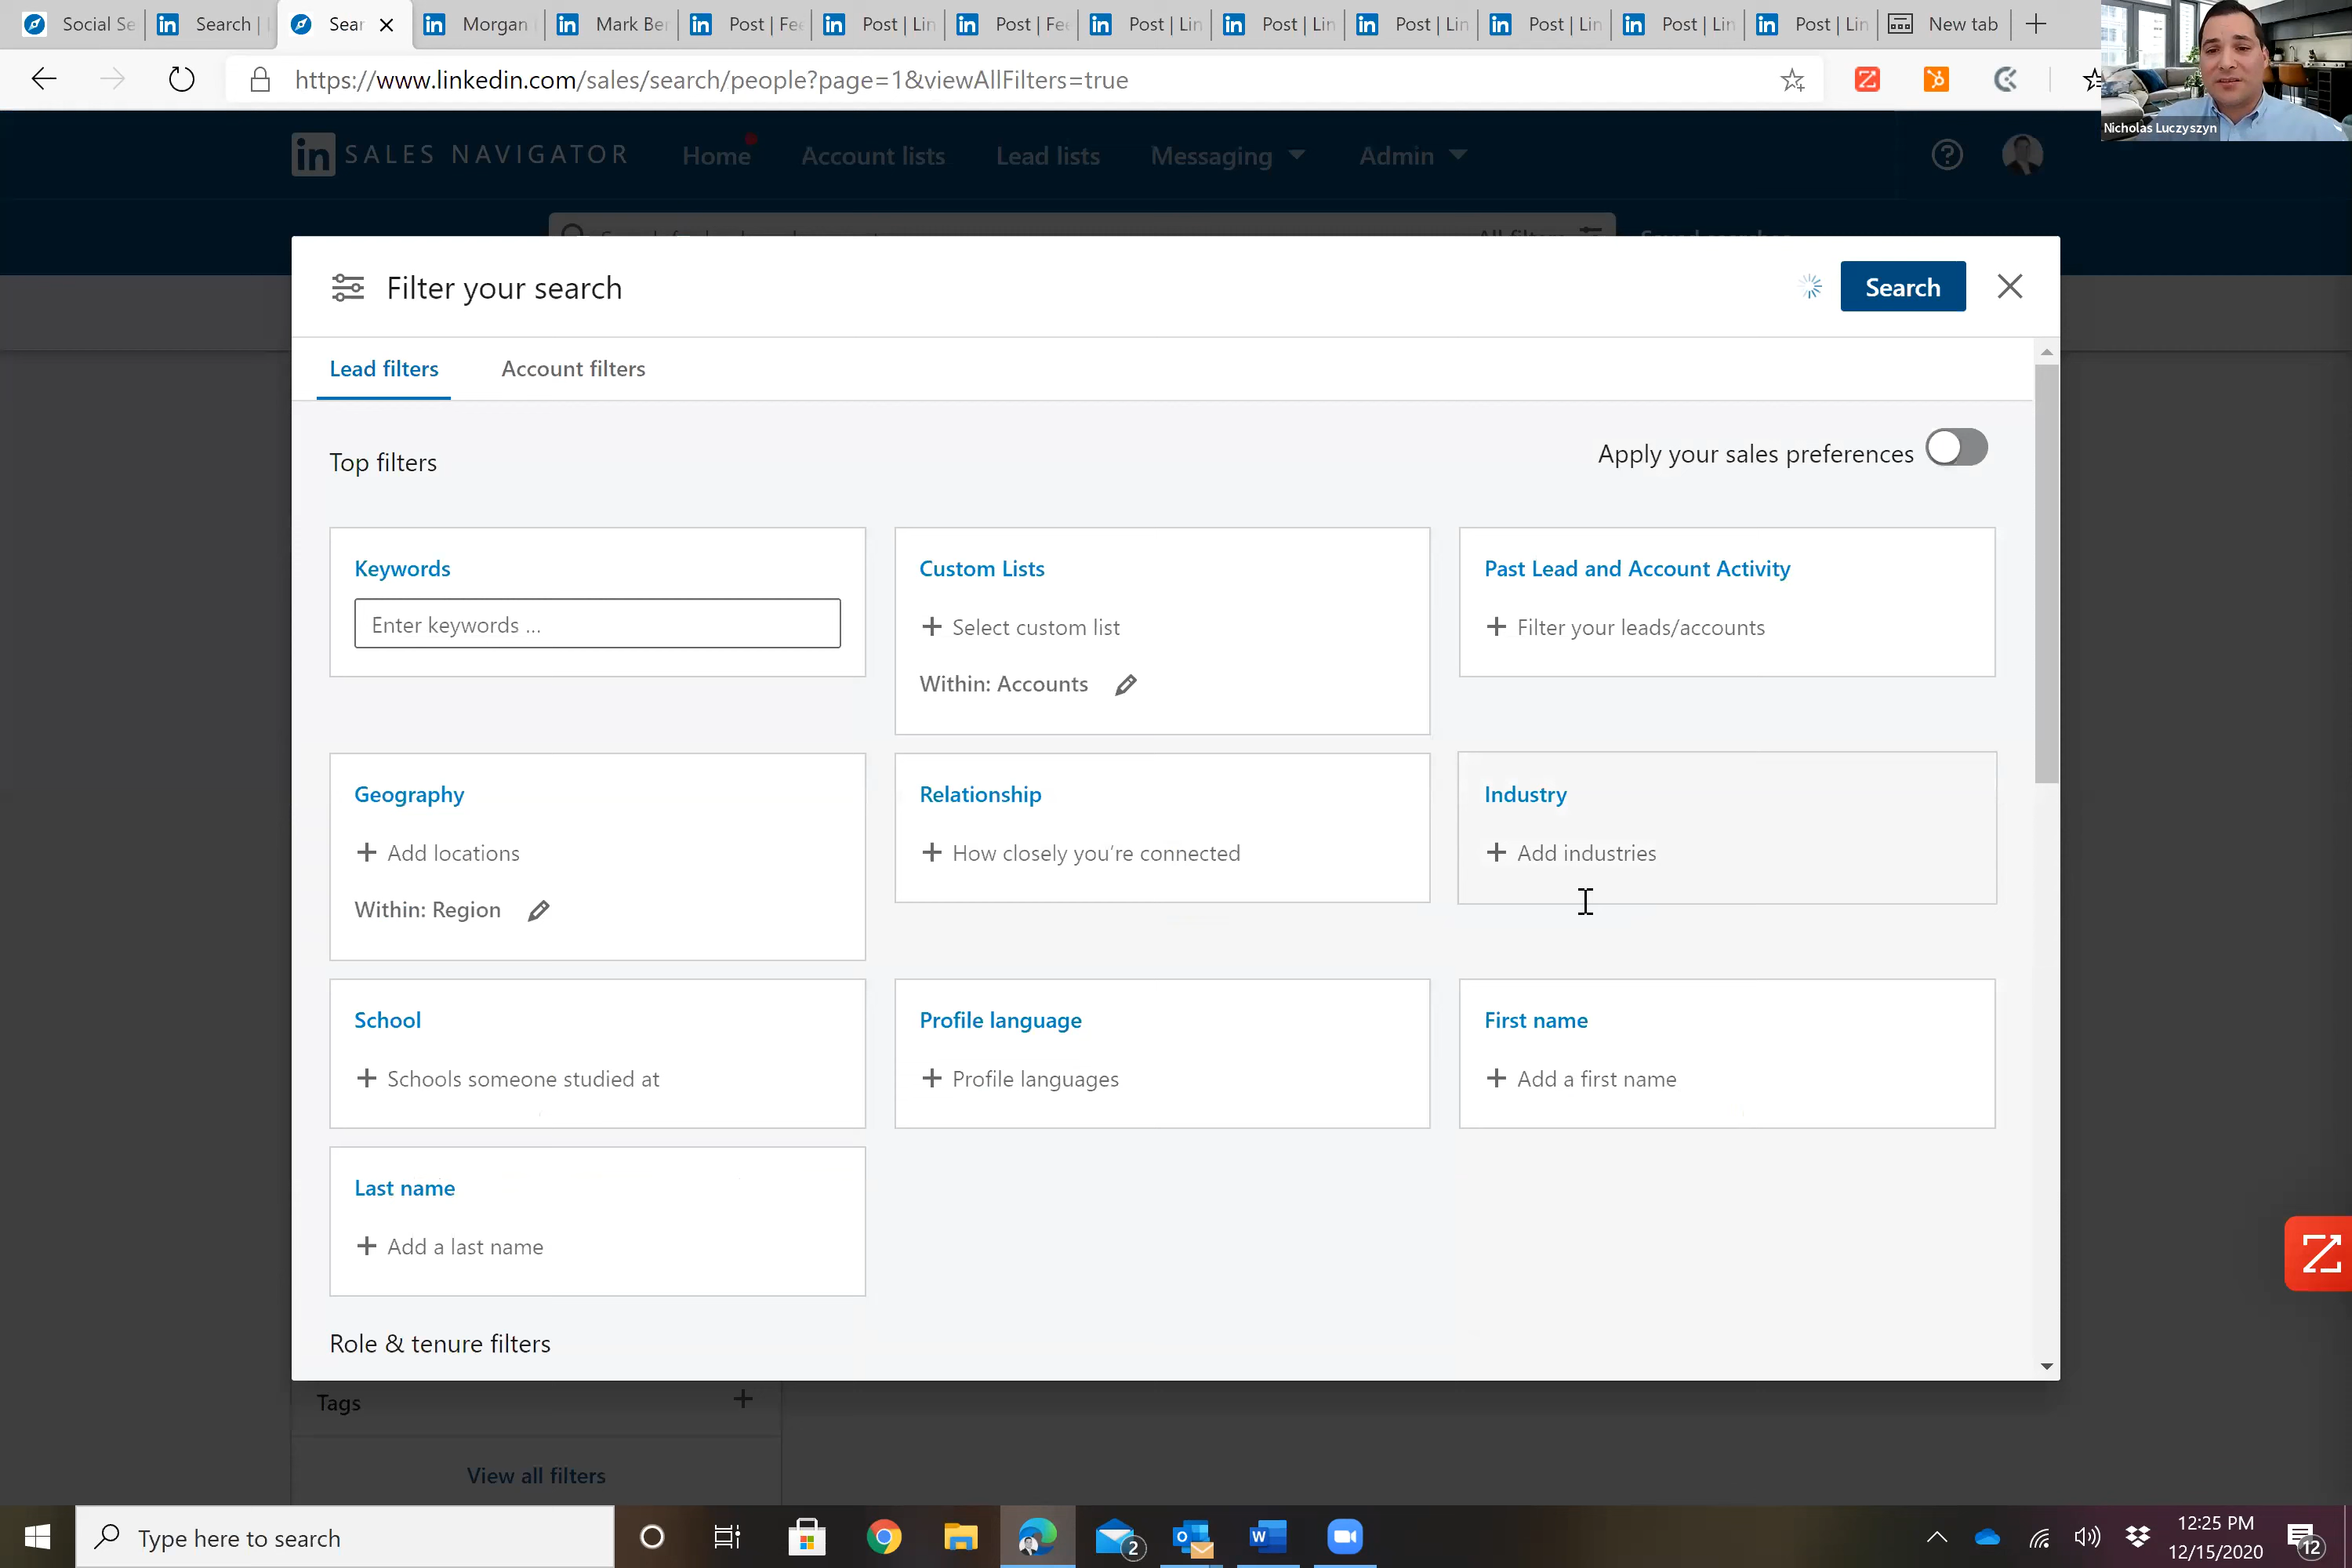 Social Se
Search |
Sear
Morgan
Mark Ber
Post | Fee
Post | Lin
Post | Fee
Post | Lin
Post | Lin
Post | Lin
Post | Lin
Post | Lin
Post | Lin
New tab
https://www.linkedin.com/sales/search/people?page=1&viewAllFilters=true
Nicholas Luczyszyn
in SALES NAVIGATOR
Home
Account lists
Lead lists
Messaging
Admin
Filter your search
Search
Lead filters
Account filters
Top filters
Apply your sales preferences
Keywords
Enter keywords ...
Custom Lists
+ Select custom list
Within: Accounts
Past Lead and Account Activity
+ Filter your leads/accounts
Geography
+ Add locations
Within: Region
Relationship
+ How closely you're connected
Industry
+ Add industries
School
+ Schools someone studied at
Profile language
+ Profile languages
First name
+ Add a first name
Last name
+ Add a last name
Role & tenure filters
Tags
View all filters
Type here to search
2
12:25 PM
12/15/2020
12